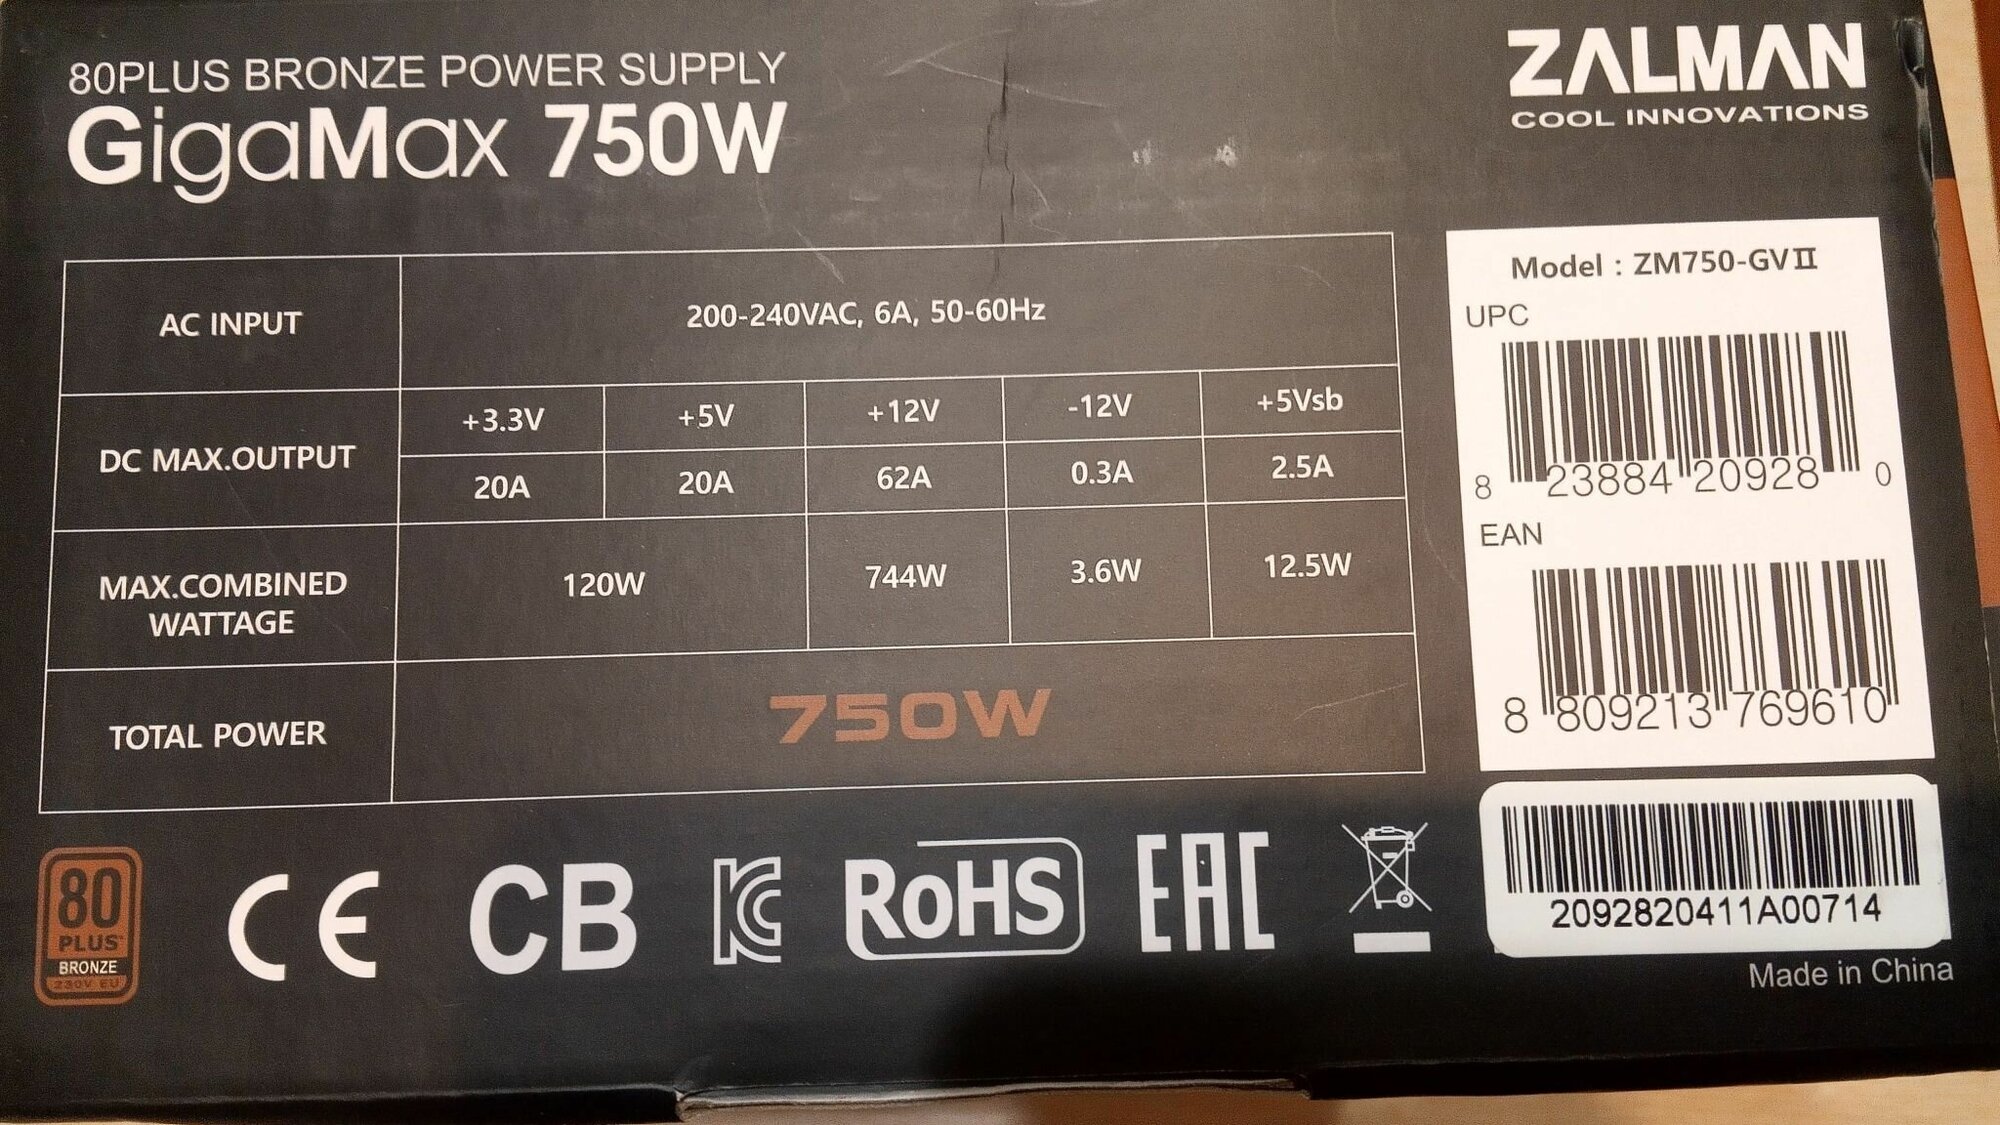 80PLUS BRONZE POWER SUPPLY
GigaMax 750W
ZALMAN
COOL INNOVATIONS
AC INPUT
200-240VAC, 6A, 50-60Hz
DC MAX.OUTPUT
+3.3V +5V +12V -12V +5Vsb
20A 20A 62A 0.3A 2.5A
MAX.COMBINED
WATTAGE
120W 744W 3.6W 12.5W
TOTAL POWER
750W
Model : ZM750-GVⅡ
UPC
8 23884 20928 0
EAN
8 809213 769610
2092820411A00714
Made in China
80
PLUS
BRONZE
230V EU
CE
CB
KC
RoHS
EAC